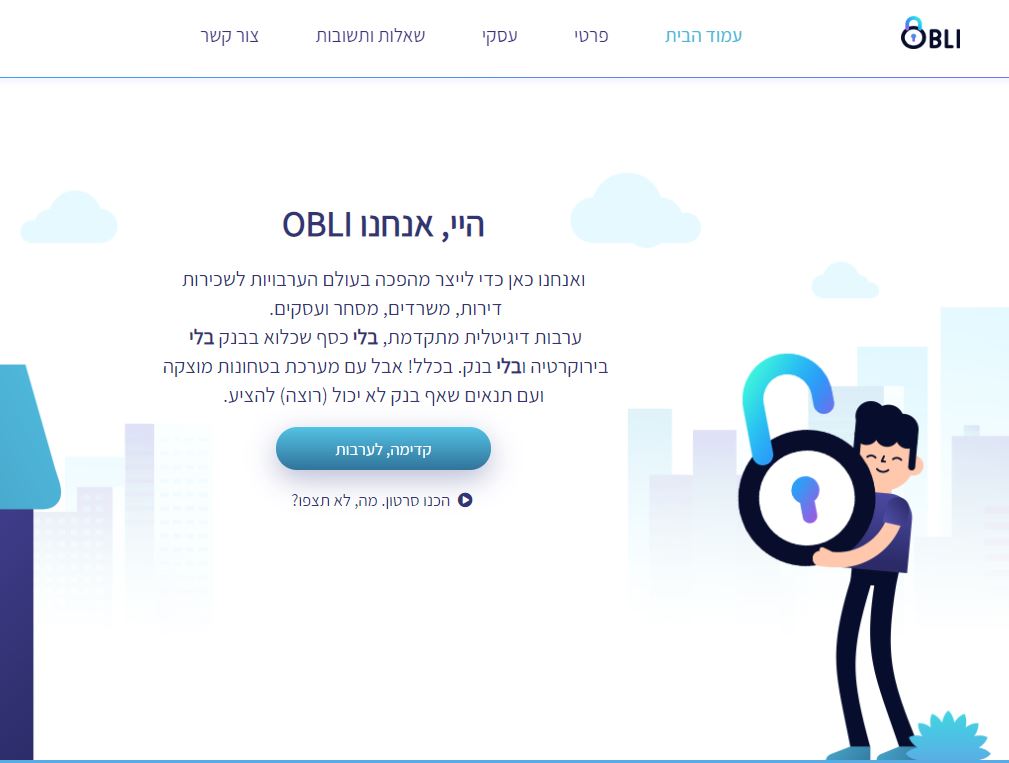 OBLI
עמוד הבית
פרטי
עסקי
שאלות ותשובות
צור קשר
היי, אנחנו OBLI
ואנחנו כאן כדי לייצר מהפכה בעולם הערבויות לשכירות
דירות, משרדים, מסחר ועסקים.
ערבות דיגיטלית מתקדמת, בלי כסף שכלוא בבנק בלי
בירוקרטיה ובלי בנק. בכלל! אבל עם מערכת בטחונות מוצקה
ועם תנאים שאף בנק לא יכול (רוצה) להציע.
קדימה, לערבות
הכנו סרטון. מה, לא תצפו?